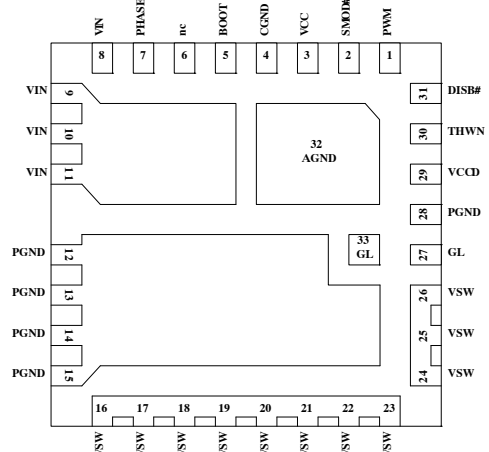 VIN PHASE nc BOOT CGND VCC SMOD# PWM
8 7 6 5 4 3 2 1
VIN 9
VIN 10
VIN 11
PGND 12
PGND 13
PGND 14
PGND 15
32
AGND
33
GL
31 DISB#
30 THWN
29 VCCD
28 PGND
27 GL
26 VSW
25 VSW
24 VSW
16 17 18 19 20 21 22 23
VSW VSW VSW VSW VSW VSW VSW VSW